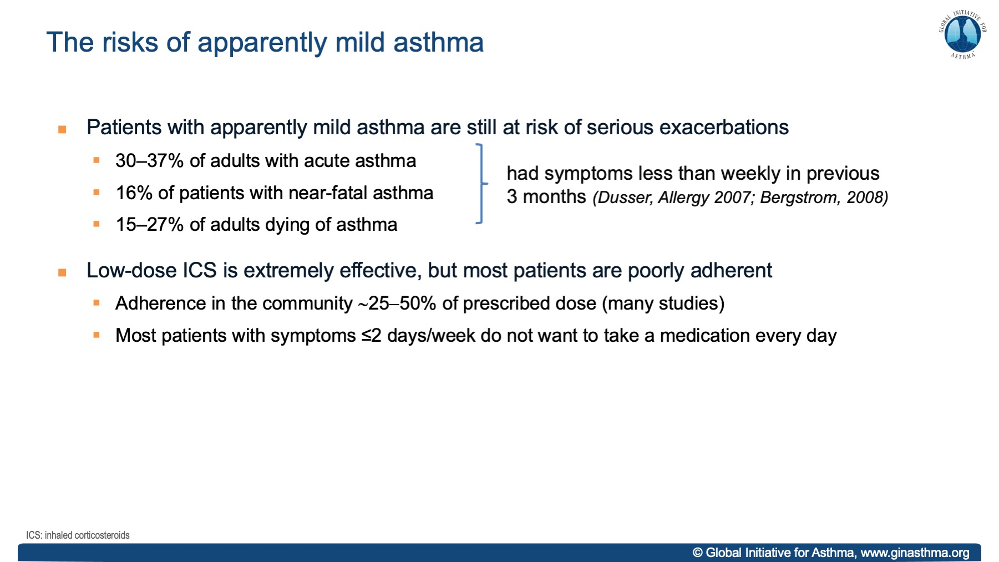 The risks of apparently mild asthma
GLOBAL INITIATIVE FOR
ASTHMA
Patients with apparently mild asthma are still at risk of serious exacerbations
30–37% of adults with acute asthma
16% of patients with near-fatal asthma
15–27% of adults dying of asthma
had symptoms less than weekly in previous
3 months (Dusser, Allergy 2007; Bergstrom, 2008)
Low-dose ICS is extremely effective, but most patients are poorly adherent
Adherence in the community ~25–50% of prescribed dose (many studies)
Most patients with symptoms ≤2 days/week do not want to take a medication every day
ICS: inhaled corticosteroids
© Global Initiative for Asthma, www.ginasthma.org